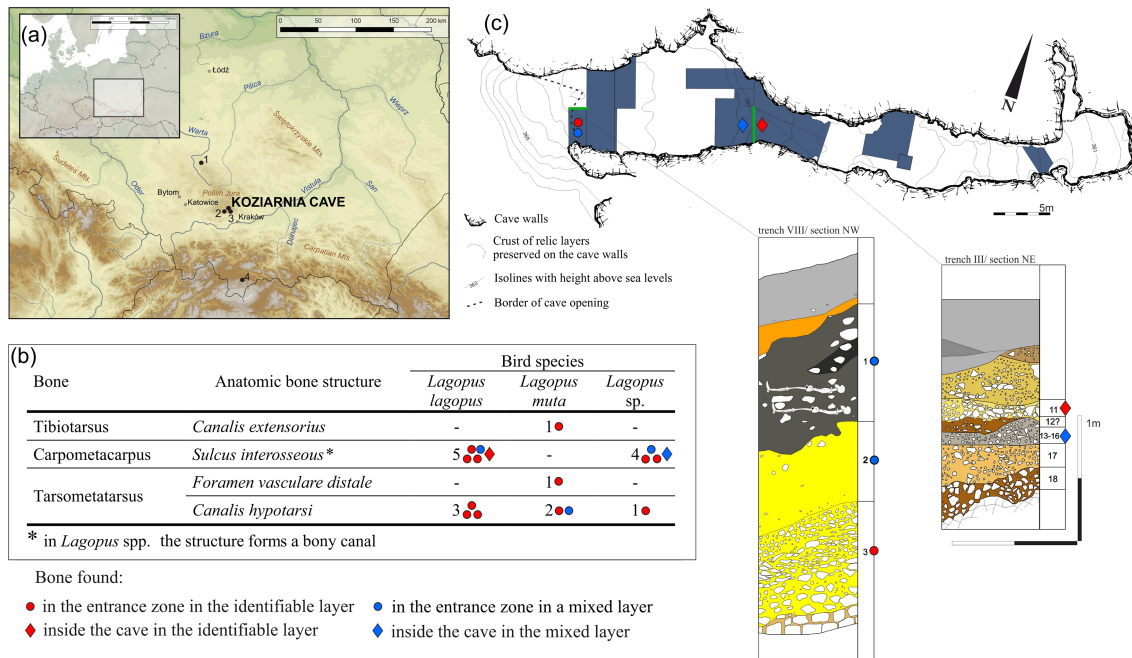 (a)
0 50 100 150 200 km
Bzura
Łódź
Pilica
Wieprz
Warta
Świętokrzyskie Mts.
1
Sudetes Mts.
Oder
Bytom
Katowice
Polish Jura
KOZIARNIA CAVE
Vistula
San
2
3
Kraków
Dunajec
Carpatian Mts.
4
(b)
Bone
Anatomic bone structure
Bird species
Lagopus lagopus
Lagopus muta
Lagopus sp.
Tibiotarsus Canalis extensorius - 1 -
Carpometacarpus Sulcus interosseous* 5 - 4
Tarsometatarsus Foramen vasculare distale - 1 -
Canalis hypotarsi 3 2 1
* in Lagopus spp. the structure forms a bony canal
Bone found:
in the entrance zone in the identifiable layer
in the entrance zone in a mixed layer
inside the cave in the identifiable layer
inside the cave in the mixed layer
(c)
N
360
361
361
5m
Cave walls
Crust of relic layers
preserved on the cave walls
362
Isolines with height above sea levels
Border of cave opening
trench VIII/ section NW
1
2
3
trench III/ section NE
11
12?
13-16
17
18
1m